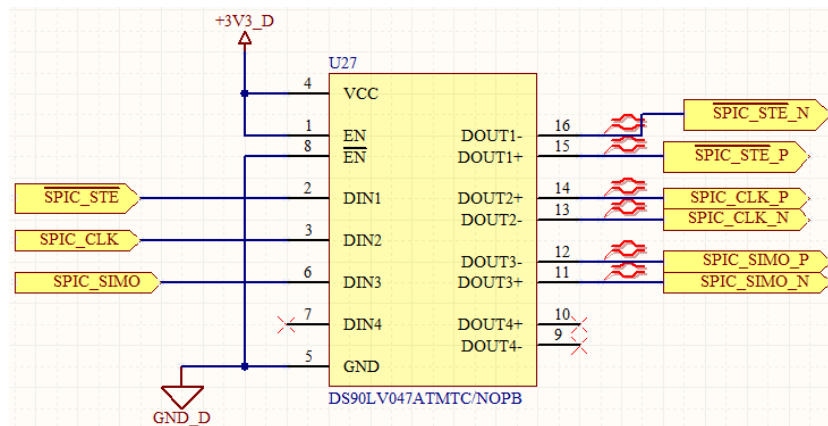 +3V3_D
U27
4 VCC
1 EN
8 EN
2 DIN1
3 DIN2
6 DIN3
7 DIN4
5 GND
DOUT1- 16
DOUT1+ 15
DOUT2+ 14
DOUT2- 13
DOUT3- 12
DOUT3+ 11
DOUT4+ 10
DOUT4- 9
SPIC_STE
SPIC_CLK
SPIC_SIMO
SPIC_STE_N
SPIC_STE_P
SPIC_CLK_P
SPIC_CLK_N
SPIC_SIMO_P
SPIC_SIMO_N
GND_D
DS90LV047ATMTC/NOPB